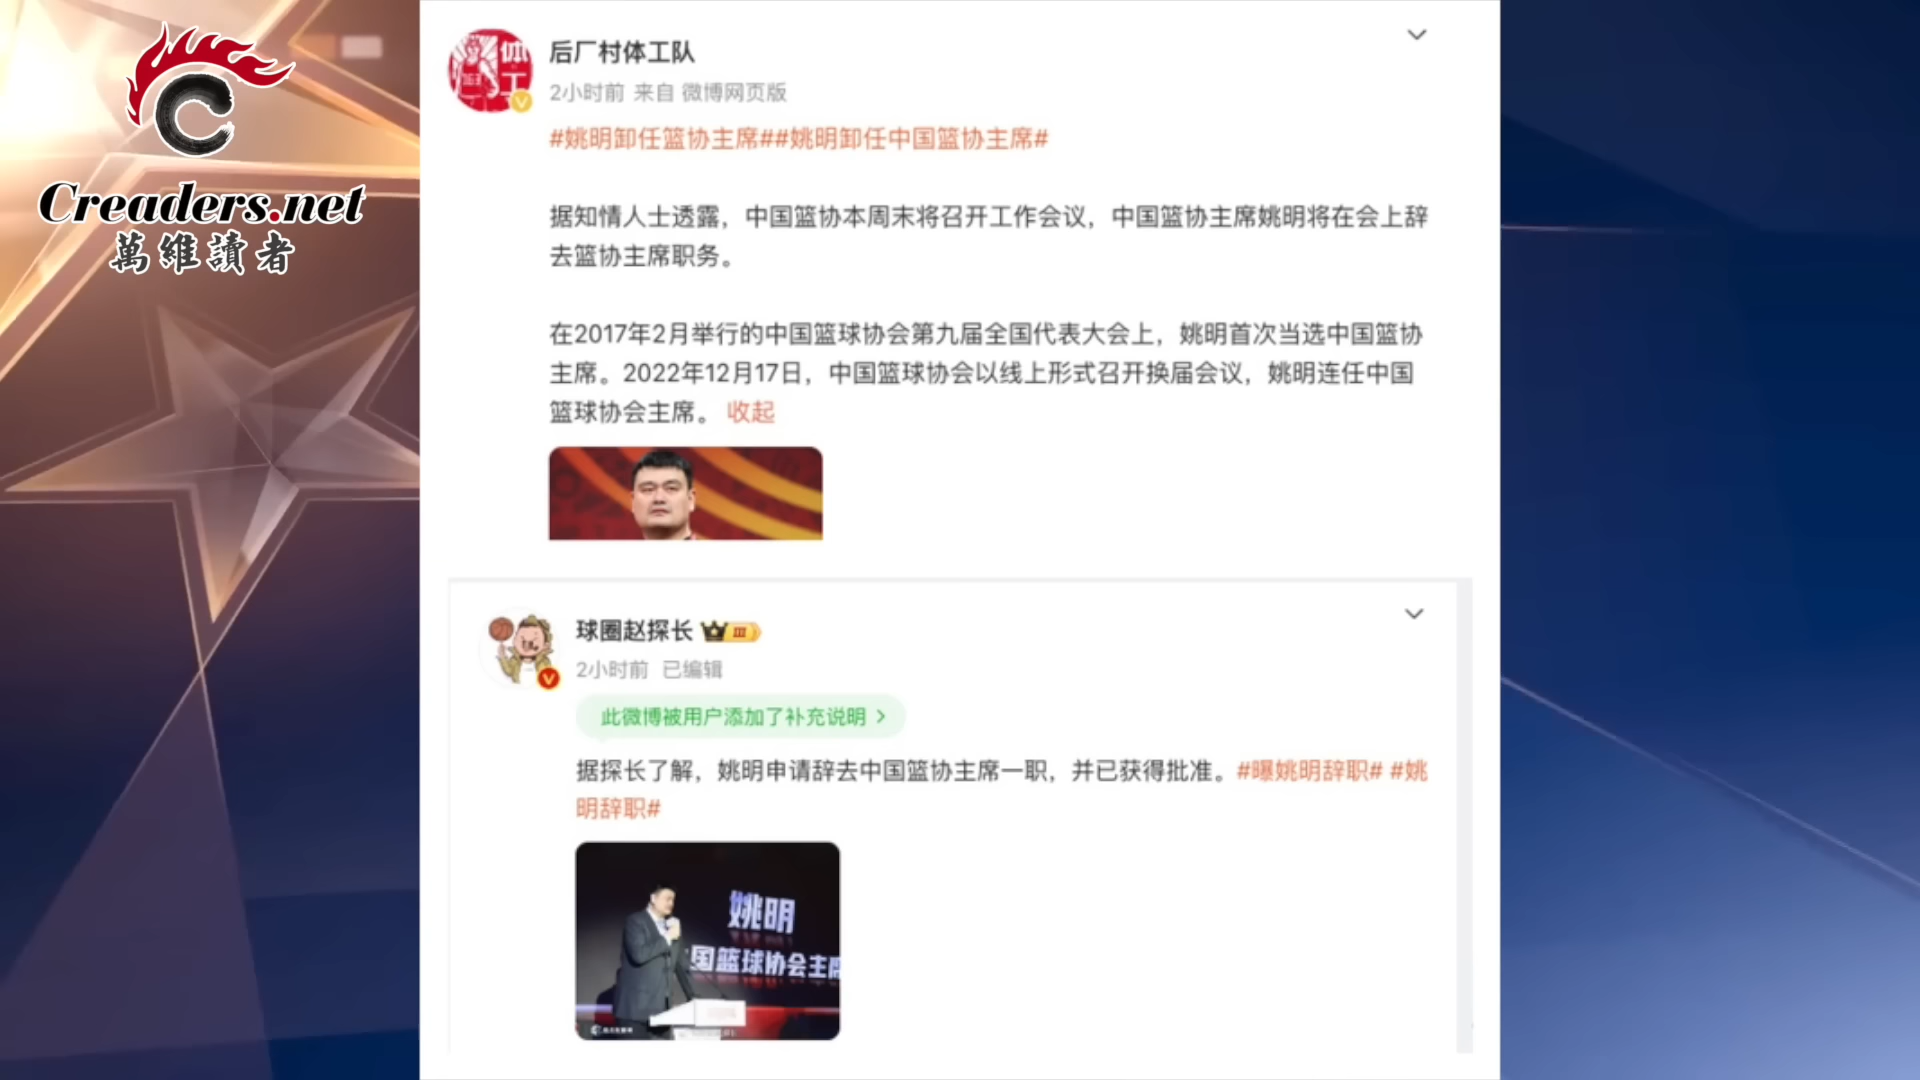 Creaders.net
萬維讀者
后厂村体工队
2小时前 来自 微博网页版
#姚明卸任篮协主席##姚明卸任中国篮协主席#
据知情人士透露，中国篮协本周末将召开工作会议，中国篮协主席姚明将在会上辞
去篮协主席职务。
在2017年2月举行的中国篮球协会第九届全国代表大会上，姚明首次当选中国篮协
主席。2022年12月17日，中国篮球协会以线上形式召开换届会议，姚明连任中国
篮球协会主席。 收起
球圈赵探长 III
2小时前 已编辑
此微博被用户添加了补充说明 >
据探长了解，姚明申请辞去中国篮协主席一职，并已获得批准。#曝姚明辞职# #姚
明辞职#
姚明
国篮球协会主席